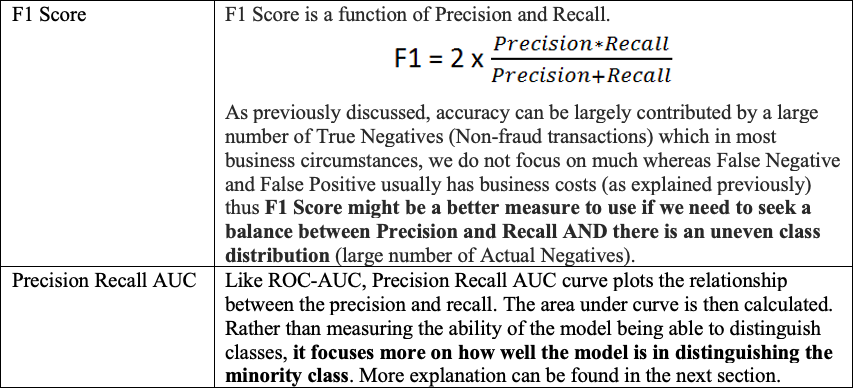 F1 Score
F1 Score is a function of Precision and Recall.
F1 = 2 x Precision*Recall / Precision+Recall
As previously discussed, accuracy can be largely contributed by a large
number of True Negatives (Non-fraud transactions) which in most
business circumstances, we do not focus on much whereas False Negative
and False Positive usually has business costs (as explained previously)
thus F1 Score might be a better measure to use if we need to seek a
balance between Precision and Recall AND there is an uneven class
distribution (large number of Actual Negatives).
Precision Recall AUC
Like ROC-AUC, Precision Recall AUC curve plots the relationship
between the precision and recall. The area under curve is then calculated.
Rather than measuring the ability of the model being able to distinguish
classes, it focuses more on how well the model is in distinguishing the
minority class. More explanation can be found in the next section.